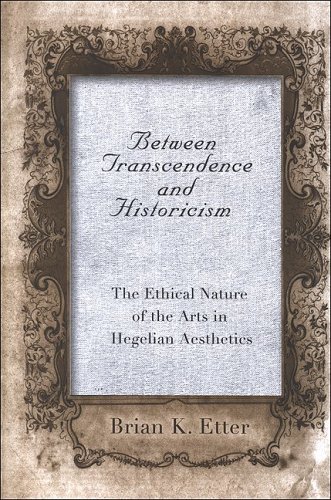 Between
Transcendence
and
Historicism
The Ethical Nature
of the Arts in
Hegelian Aesthetics
Brian K. Etter